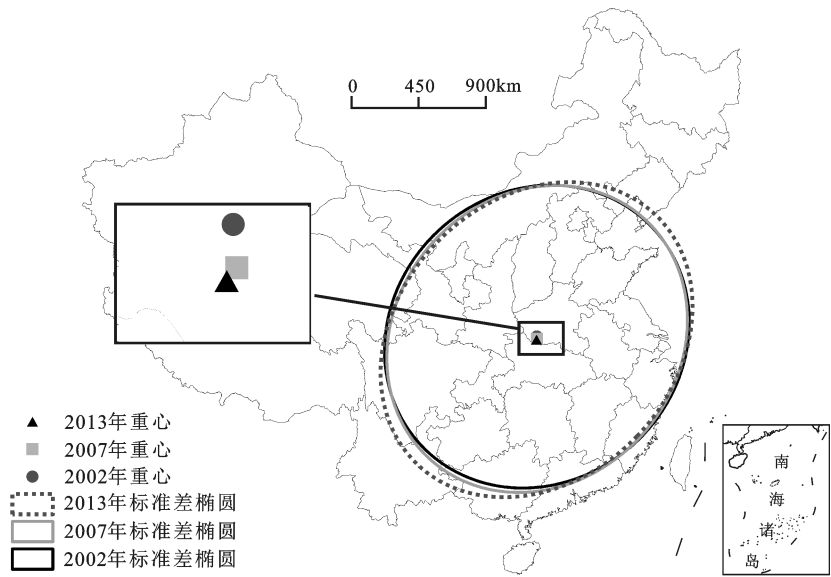 0 450 900km
2013年重心
2007年重心
2002年重心
2013年标准差椭圆
2007年标准差椭圆
2002年标准差椭圆
南
海
诸
岛